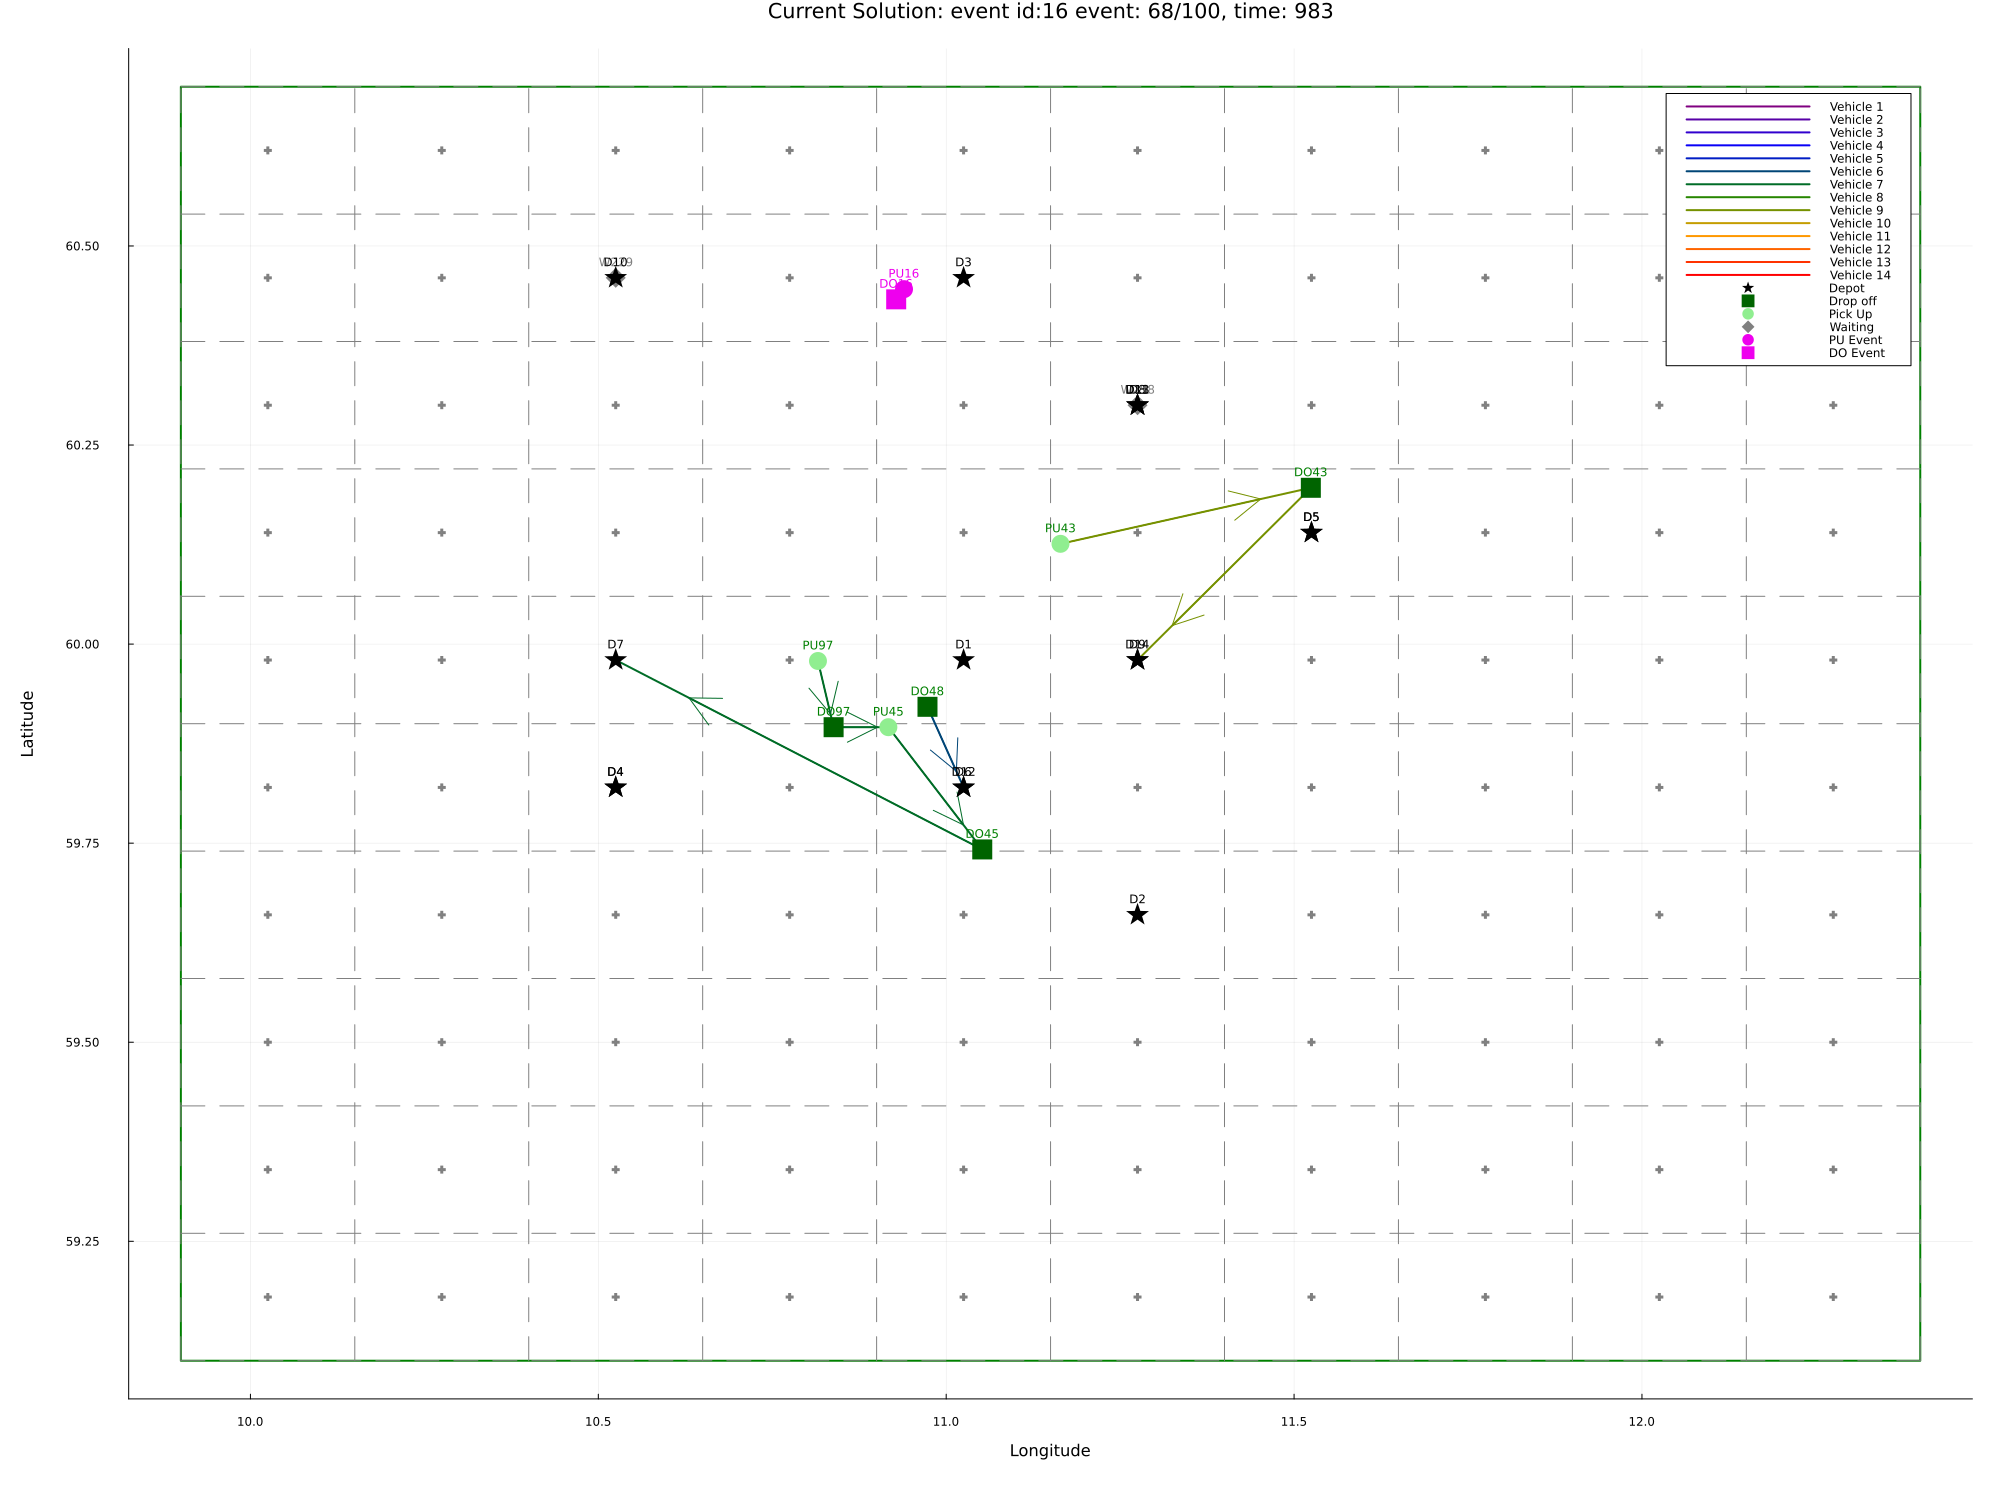 Current Solution: event id:16 event: 68/100, time: 983
Vehicle 1
Vehicle 2
Vehicle 3
Vehicle 4
Vehicle 5
Vehicle 6
Vehicle 7
Vehicle 8
Vehicle 9
Vehicle 10
Vehicle 11
Vehicle 12
Vehicle 13
Vehicle 14
Depot
Drop off
Pick Up
Waiting
PU Event
DO Event
60.50
60.25
60.00
59.75
59.50
59.25
Latitude
D10
D3
PU16
DO43
D5
PU43
D7
PU97
D1
DO48
DO97
PU45
D4
DO45
D2
10.0
10.5
11.0
11.5
12.0
Longitude